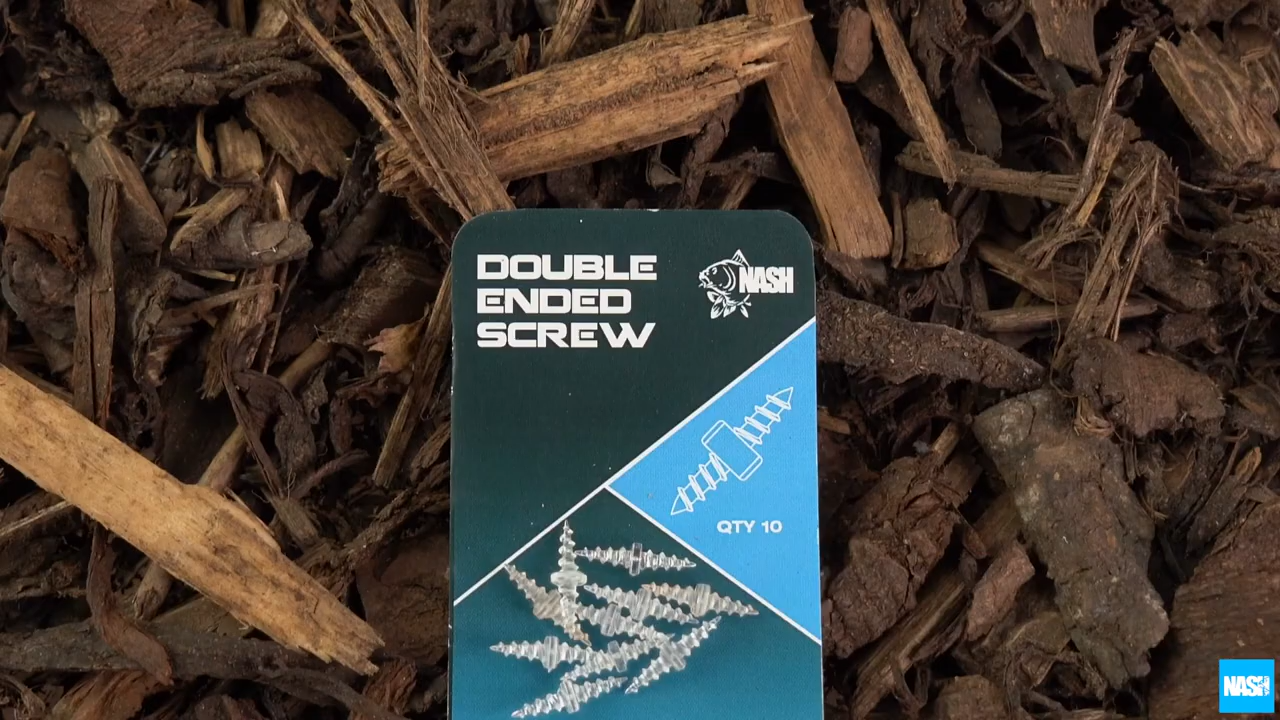 DOUBLE
ENDED
SCREW
NASH
QTY 10
NASH